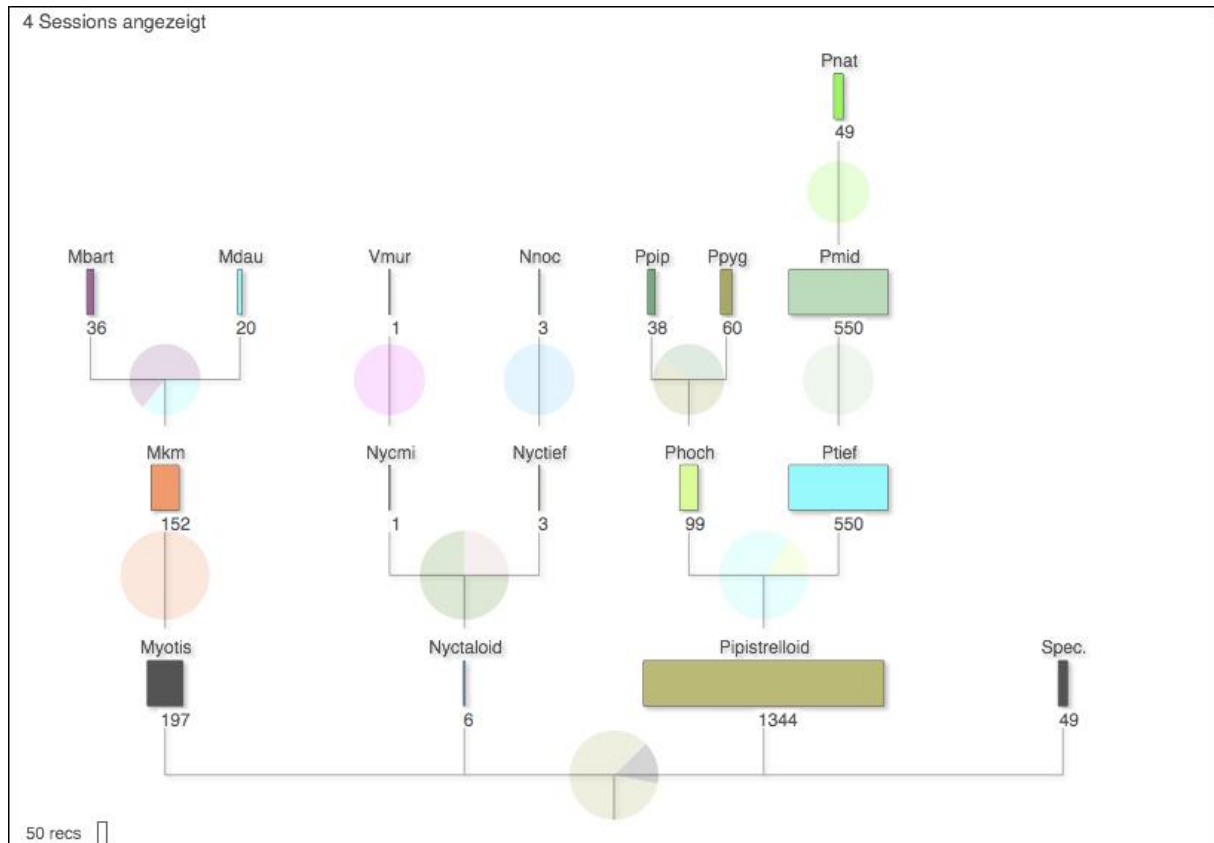 4 Sessions angezeigt
Pnat
49
Mbart Mdau Vmur Nnoc Ppip Ppyg Pmid
36 20 1 3 38 60 550
Mkm Nycmi Nyctief Phoch Ptief
152 1 3 99 550
Myotis Nyctaloid Pipistrelloid Spec.
197 6 1344 49
50 recs